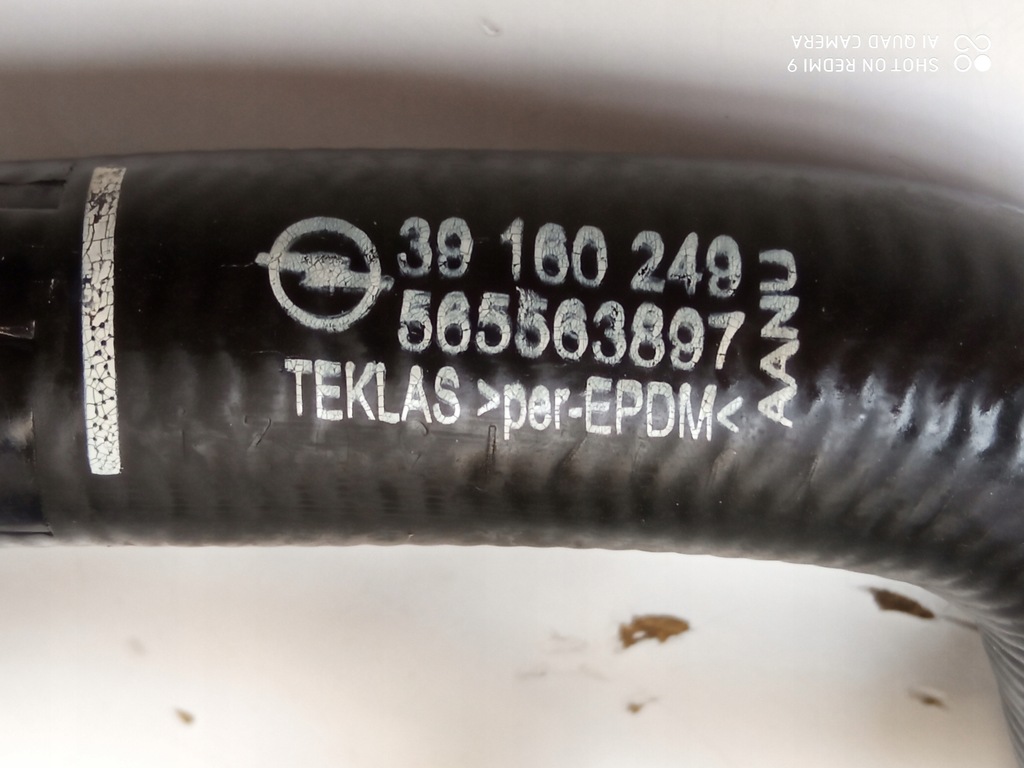 39 160 249
565563897
TEKLAS >per-EPDM<
AANU
SHOT ON REDMI 9
AI QUAD CAMERA